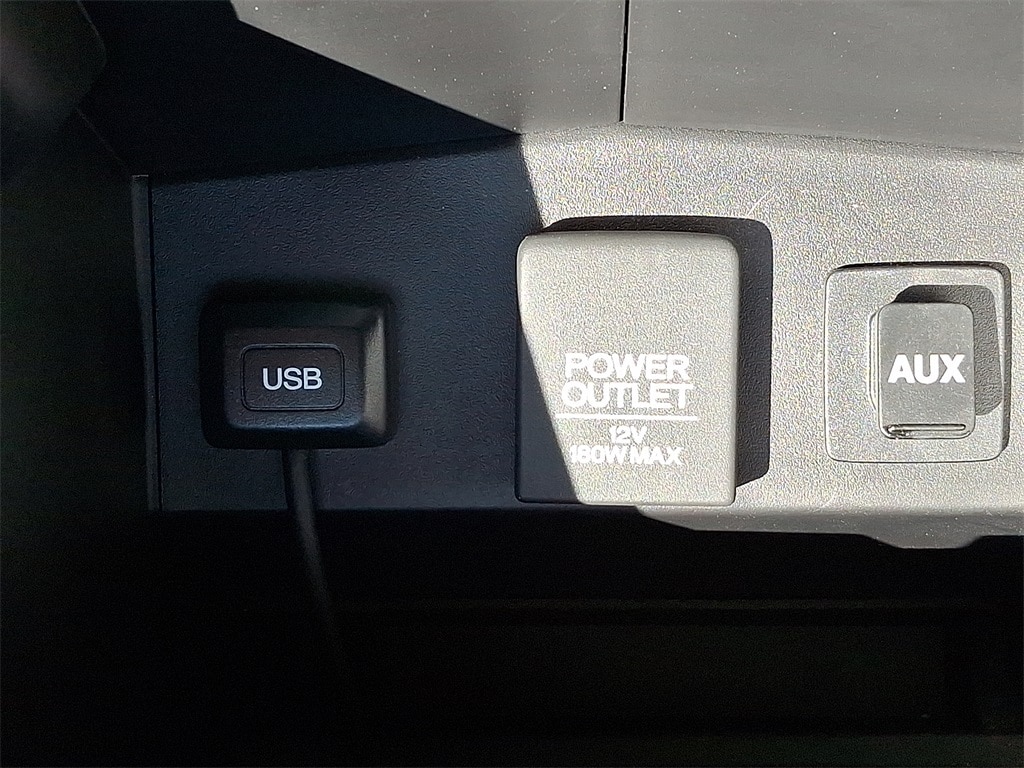 USB
POWER
OUTLET
12V
180W MAX
AUX